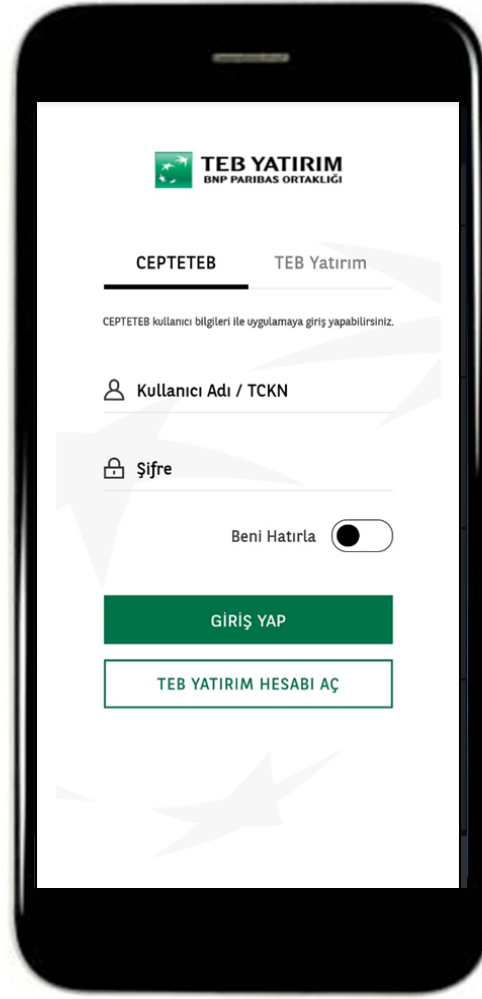 TEB YATIRIM
BNP PARIBAS ORTAKLIĞI
CEPTETEB
TEB Yatırım
CEPTETEB kullanıcı bilgileri ile uygulamaya giriş yapabilirsiniz.
Kullanıcı Adı / TCKN
Şifre
Beni Hatırla
GİRİŞ YAP
TEB YATIRIM HESABI AÇ